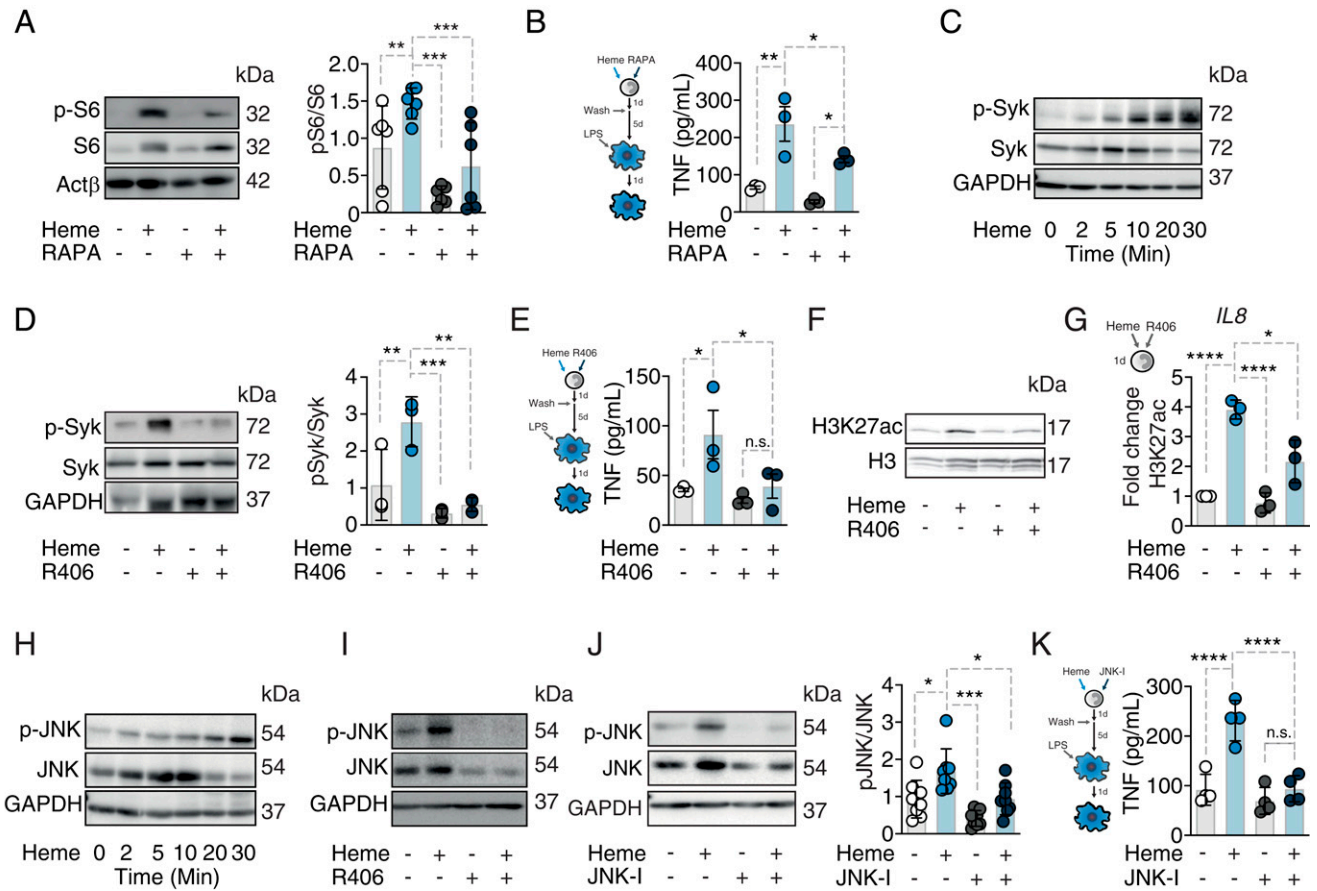 A
kDa
p-S6
32
S6
32
Actβ
42
Heme - + - +
RAPA - - + +
** *** ***
pS6/S6
2.0
1.5
1.0
0.5
0
Heme - + - +
RAPA - - + +
B
Heme RAPA
1d
Wash
5d
LPS
1d
** * *
TNF (pg/mL)
400
300
200
100
0
Heme - + - +
RAPA - - + +
C
kDa
p-Syk
72
Syk
72
GAPDH
37
Heme 0 2 5 10 20 30
Time (Min)
D
kDa
p-Syk
72
Syk
72
GAPDH
37
Heme - + - +
R406 - - + +
** *** **
pSyk/Syk
4
3
2
1
0
Heme - + - +
R406 - - + +
E
Heme R406
1d
Wash
5d
LPS
1d
* * n.s.
TNF (pg/mL)
150
100
50
0
Heme - + - +
R406 - - + +
F
kDa
H3K27ac
17
H3
17
Heme - + - +
R406 - - + +
G
IL8
Heme R406
1d
**** **** *
Fold change
H3K27ac
5
4
3
2
1
0
Heme - + - +
R406 - - + +
H
kDa
p-JNK
54
JNK
54
GAPDH
37
Heme 0 2 5 10 20 30
Time (Min)
I
kDa
p-JNK
54
JNK
54
GAPDH
37
Heme - + - +
R406 - - + +
J
kDa
p-JNK
54
JNK
54
GAPDH
37
Heme - + - +
JNK-I - - + +
* *** *
pJNK/JNK
4
3
2
1
0
Heme - + - +
JNK-I - - + +
K
Heme JNK-I
1d
Wash
5d
LPS
1d
**** **** n.s.
TNF (pg/mL)
300
200
100
0
Heme - + - +
JNK-I - - + +